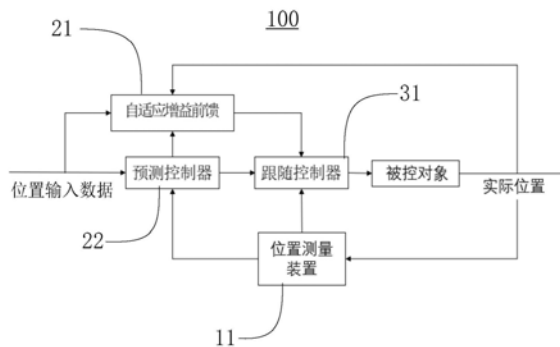 100
21
自适应增益前馈
31
位置输入数据
预测控制器
跟随控制器
被控对象
实际位置
22
位置测量
装置
11